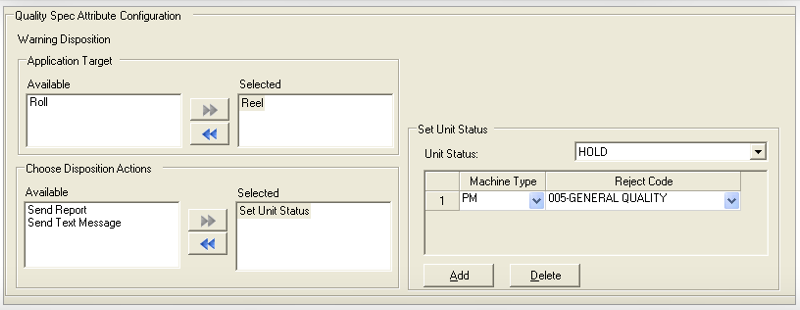 Quality Spec Attribute Configuration
Warning Disposition
Application Target
Available
Selected
Roll
Reel
Choose Disposition Actions
Available
Selected
Send Report
Send Text Message
Set Unit Status
Set Unit Status
Unit Status:
HOLD
Machine Type
Reject Code
1
PM
005-GENERAL QUALITY
Add
Delete